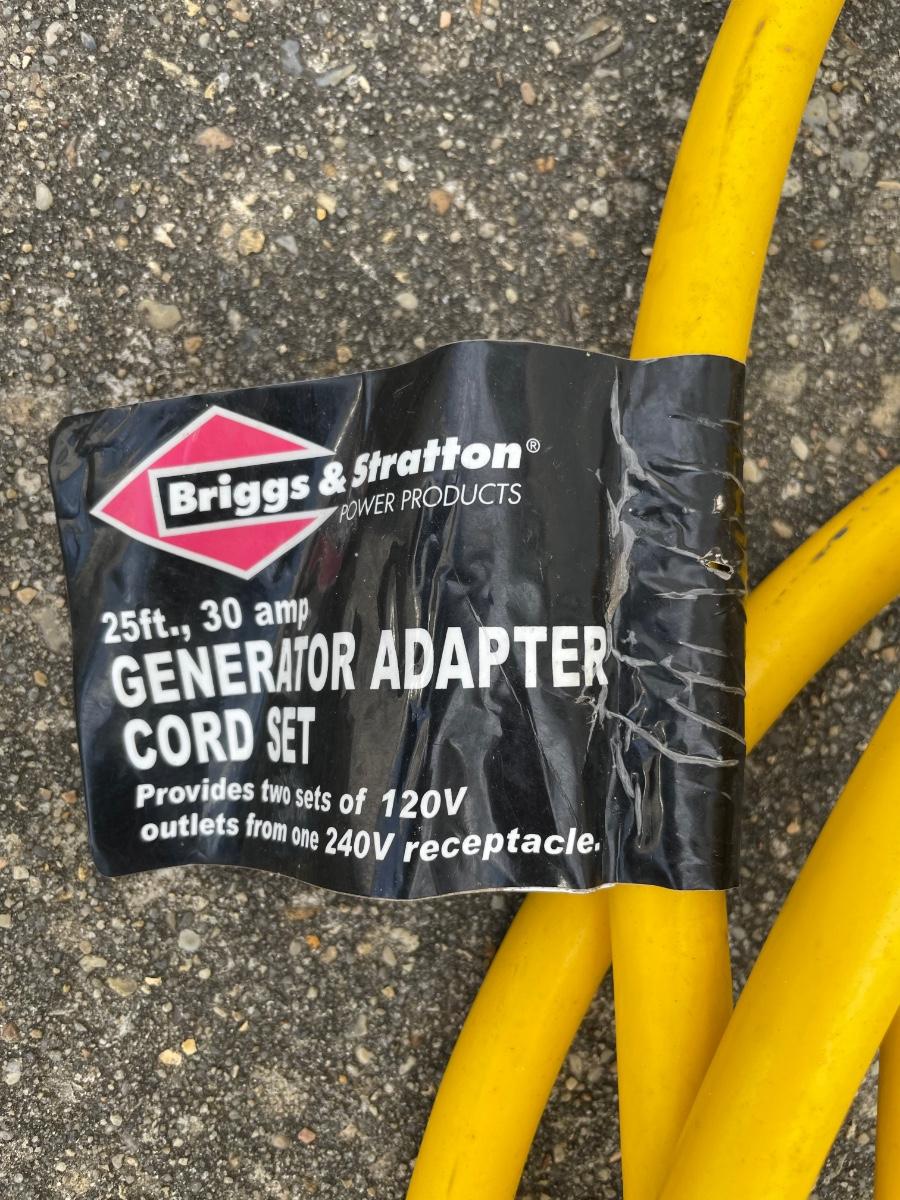 Briggs & Stratton®
POWER PRODUCTS
25ft., 30 amp
GENERATOR ADAPTER
CORD SET
Provides two sets of 120V
outlets from one 240V receptacle.